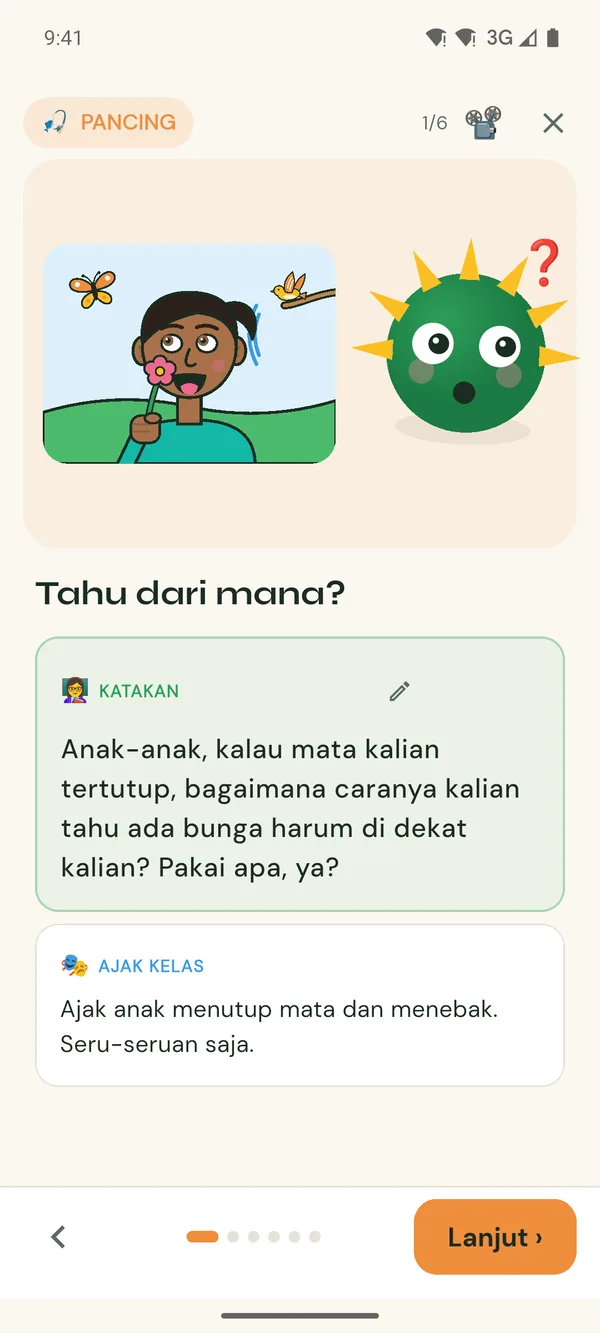 9:41
3G
PANCING
1/6
Tahu dari mana?
KATAKAN
Anak-anak, kalau mata kalian
tertutup, bagaimana caranya kalian
tahu ada bunga harum di dekat
kalian? Pakai apa, ya?
AJAK KELAS
Ajak anak menutup mata dan menebak.
Seru-seruan saja.
Lanjut ›